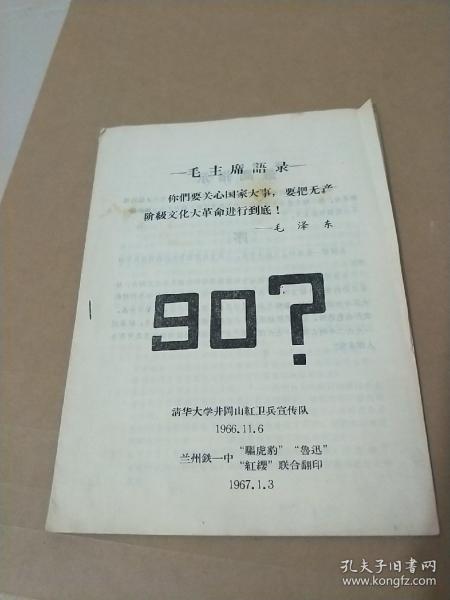 —毛主席語录—
你們要关心国家大事，要把无产
阶級文化大革命进行到底！
——毛泽东
90?
清华大学井岡山紅卫兵宣传队
1966.11.6
兰州鉄一中“驅虎豹”“魯迅”
“紅纓”联合翻印
1967.1.3
孔夫子旧书网
www.kongfz.com